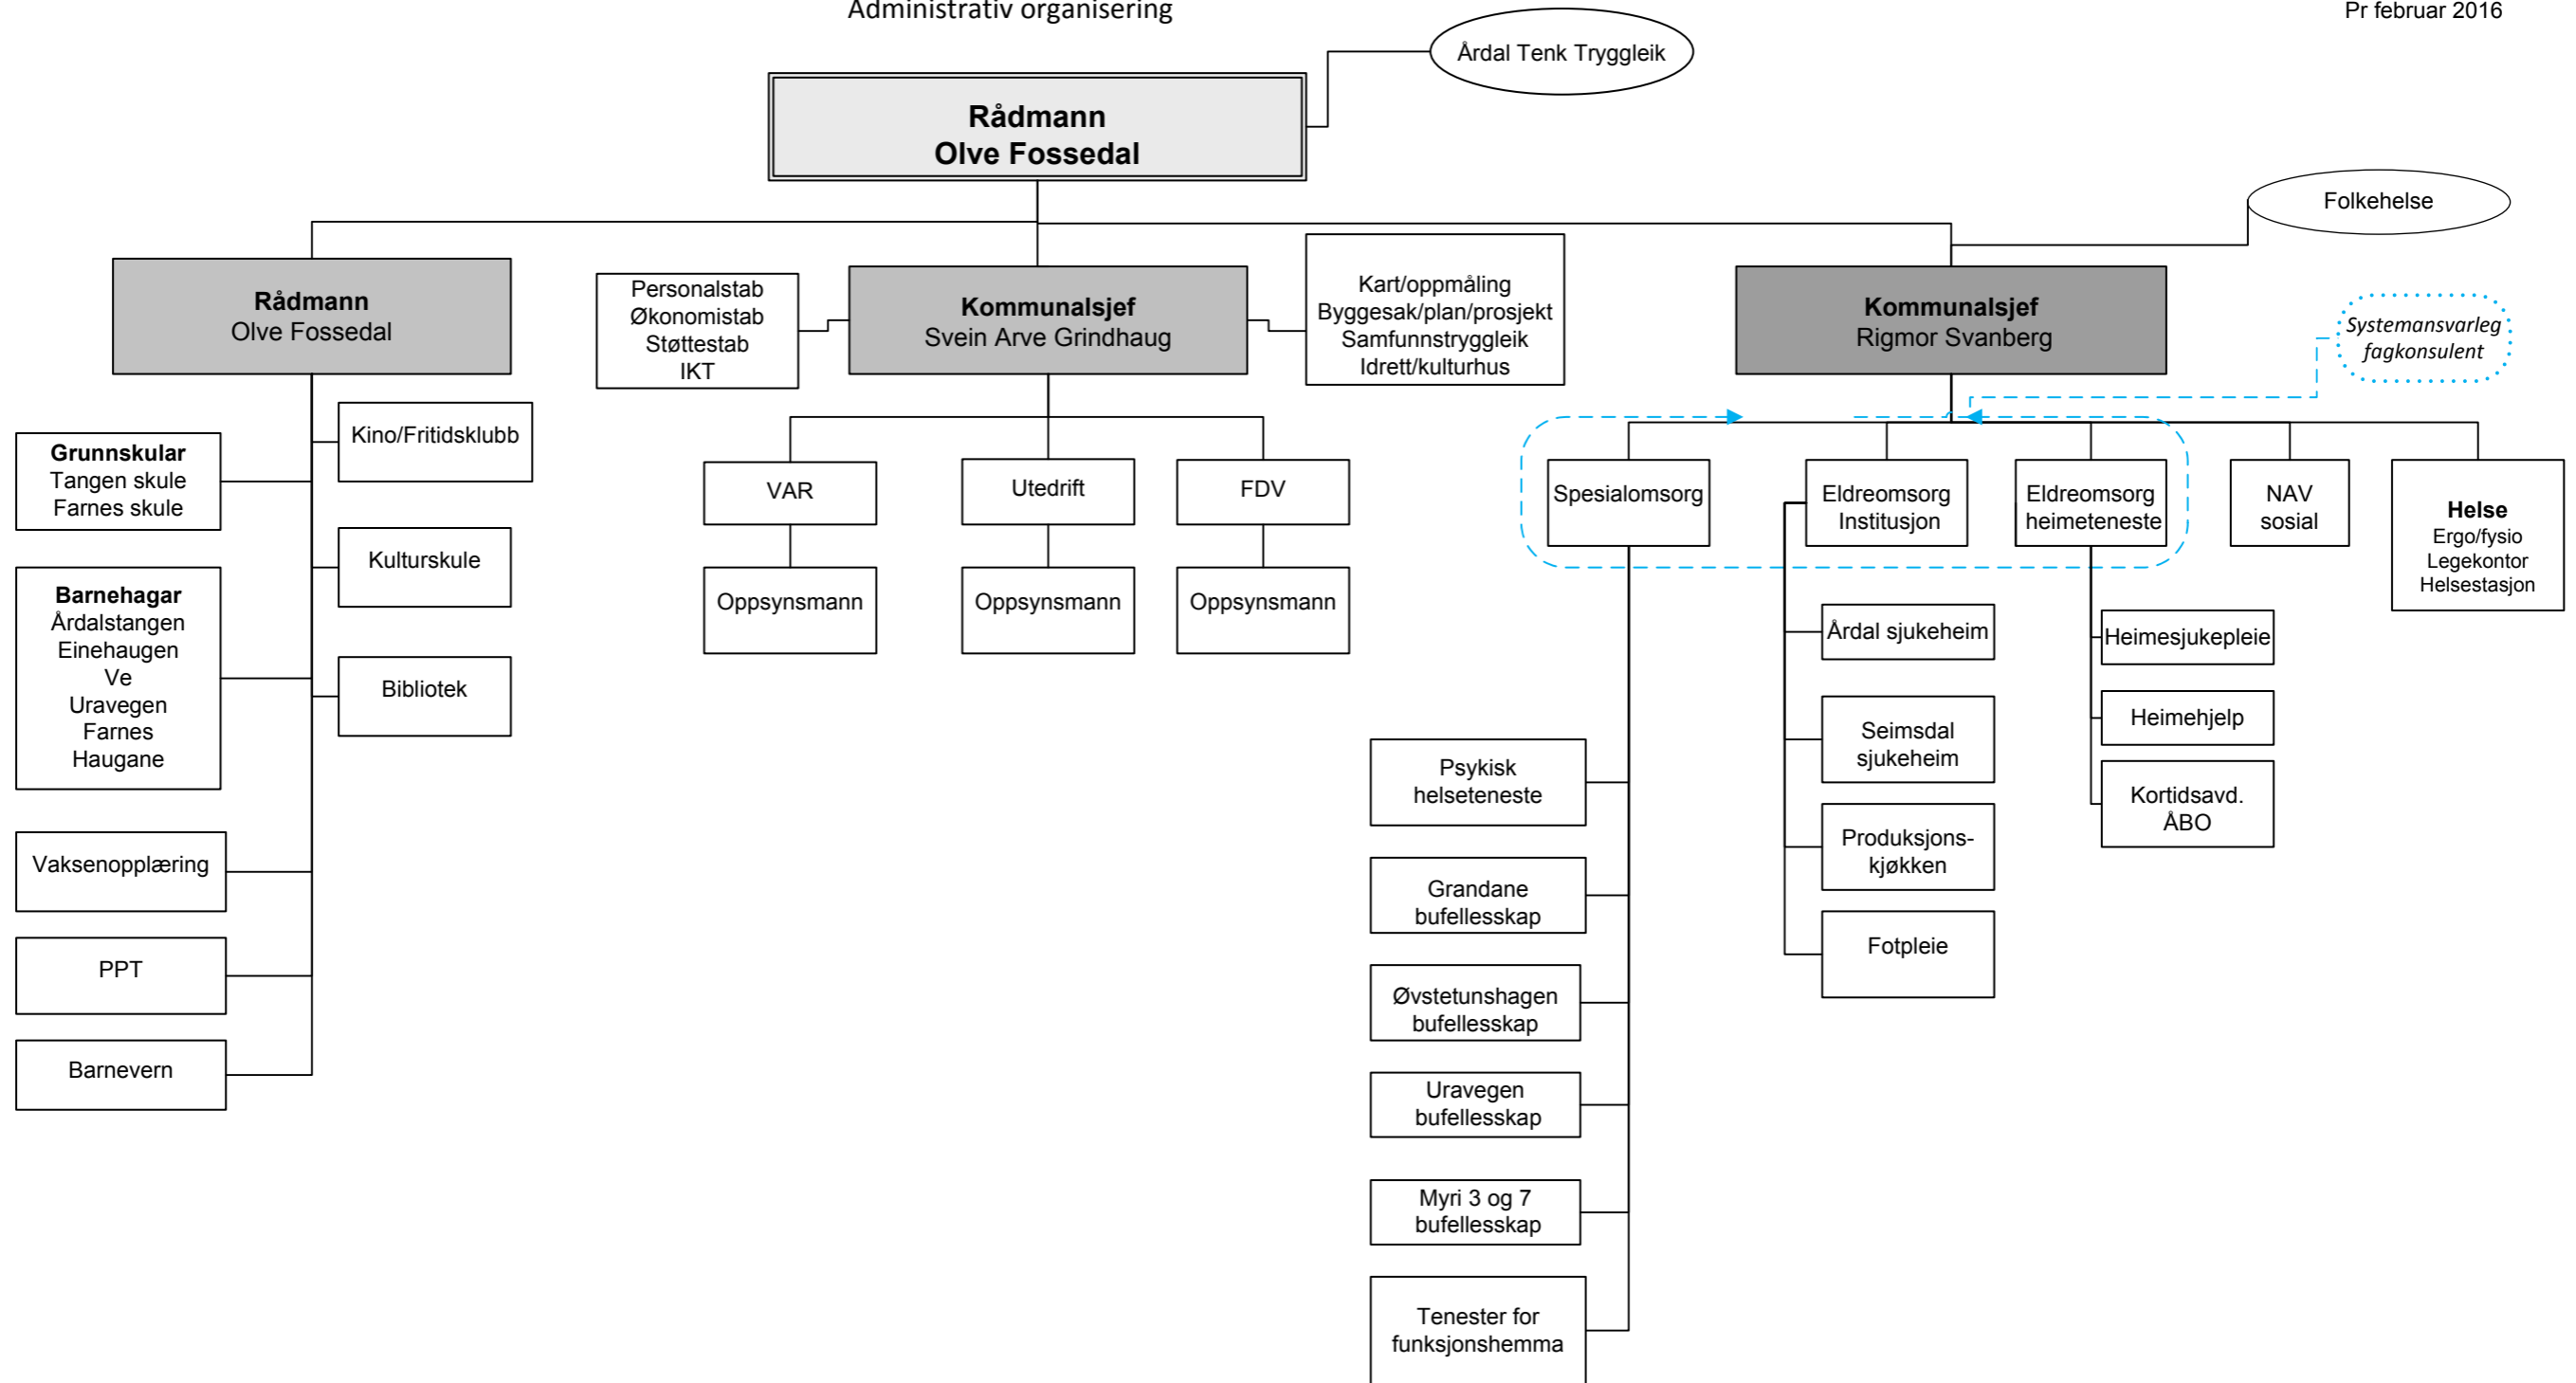 Administrativ organisering
Pr februar 2016
Årdal Tenk Tryggleik
Rådmann
Olve Fossedal
Folkehelse
Rådmann
Olve Fossedal
Personalstab
Økonomistab
Støttestab
IKT
Kommunalsjef
Svein Arve Grindhaug
Kart/oppmåling
Byggesak/plan/prosjekt
Samfunnstryggleik
Idrett/kulturhus
Kommunalsjef
Rigmor Svanberg
Systemansvarleg
fagkonsulent
Grunnskular
Tangen skule
Farnes skule
Kino/Fritidsklubb
Kulturskule
Barnehagar
Årdalstangen
Einehaugen
Ve
Uravegen
Farnes
Haugane
Bibliotek
Vaksenopplæring
PPT
Barnevern
VAR
Utedrift
FDV
Oppsynsmann
Oppsynsmann
Oppsynsmann
Spesialomsorg
Eldreomsorg
Institusjon
Eldreomsorg
heimeteneste
NAV
sosial
Helse
Ergo/fysio
Legekontor
Helsestasjon
Psykisk
helseteneste
Grandane
bufellesskap
Øvstetunshagen
bufellesskap
Uravegen
bufellesskap
Myri 3 og 7
bufellesskap
Tenester for
funksjonshemma
Årdal sjukeheim
Seimsdal
sjukeheim
Produksjons-
kjøkken
Fotpleie
Heimesjukepleie
Heimehjelp
Kortidsavd.
ÅBO